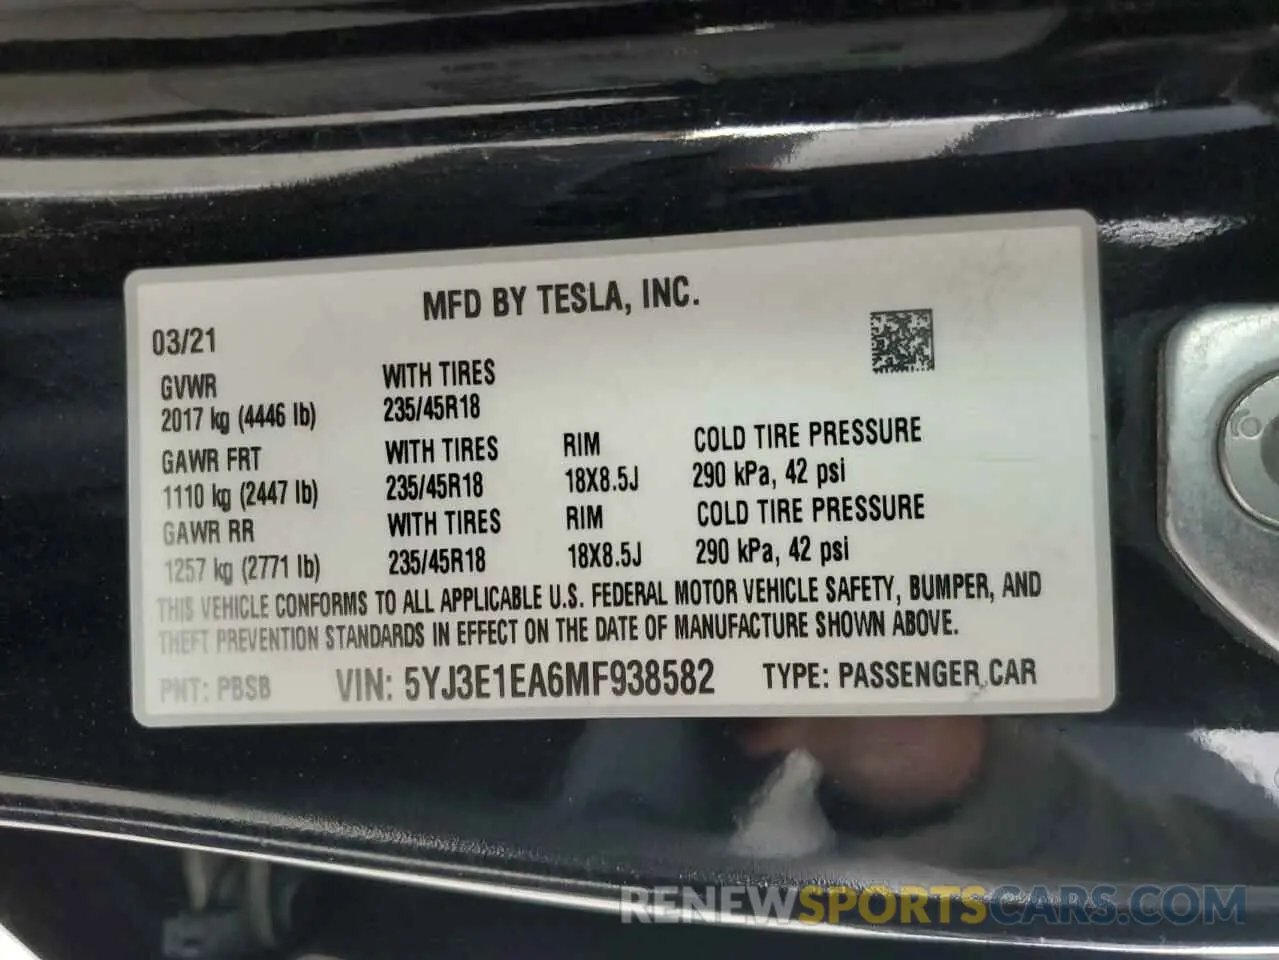 MFD BY TESLA, INC.
03/21
GVWR WITH TIRES
2017 kg (4446 lb) 235/45R18
GAWR FRT WITH TIRES RIM COLD TIRE PRESSURE
1110 kg (2447 lb) 235/45R18 18X8.5J 290 kPa, 42 psi
GAWR RR WITH TIRES RIM COLD TIRE PRESSURE
1257 kg (2771 lb) 235/45R18 18X8.5J 290 kPa, 42 psi
THIS VEHICLE CONFORMS TO ALL APPLICABLE U.S. FEDERAL MOTOR VEHICLE SAFETY, BUMPER, AND
THEFT PREVENTION STANDARDS IN EFFECT ON THE DATE OF MANUFACTURE SHOWN ABOVE.
PNT: PBSB VIN: 5YJ3E1EA6MF938582 TYPE: PASSENGER CAR
RENEWSPORTSCARS.COM